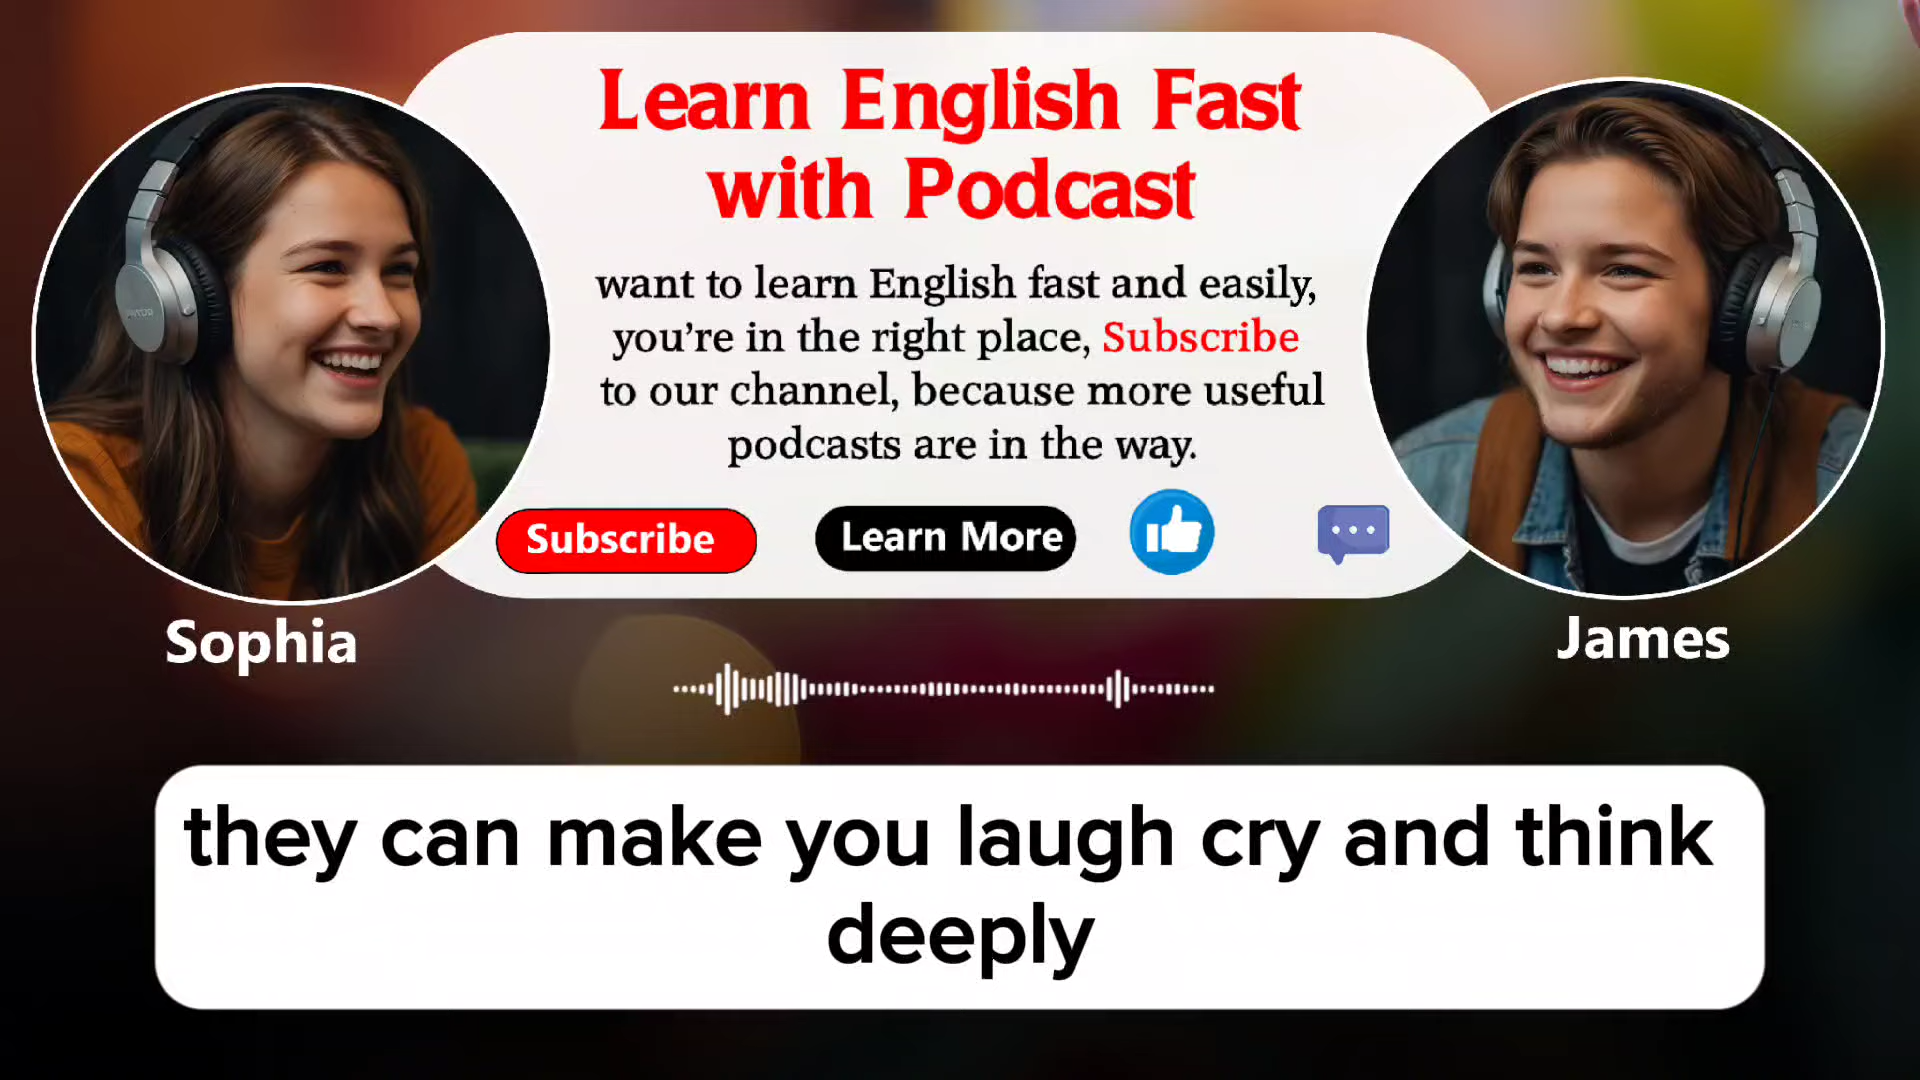 Learn English Fast
with Podcast
want to learn English fast and easily,
you're in the right place, Subscribe
to our channel, because more useful
podcasts are in the way.
Subscribe
Learn More
Sophia
James
they can make you laugh cry and think
deeply